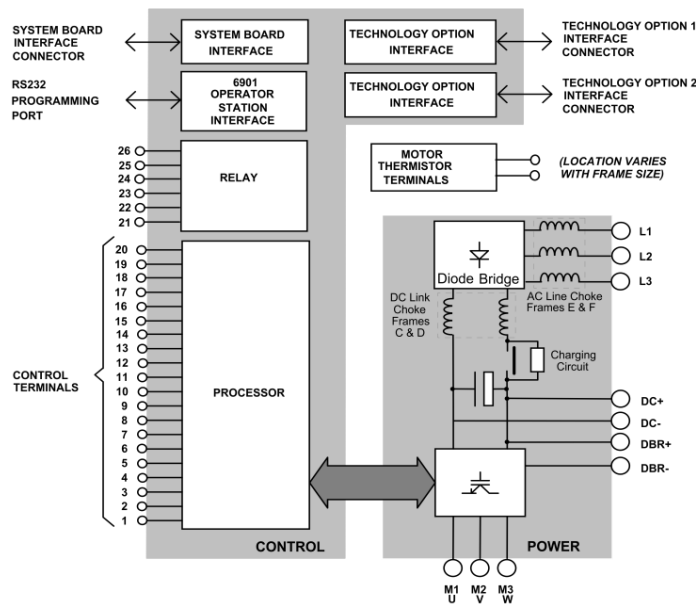 SYSTEM BOARD
INTERFACE
CONNECTOR
SYSTEM BOARD
INTERFACE
TECHNOLOGY OPTION
INTERFACE
TECHNOLOGY OPTION 1
INTERFACE
CONNECTOR
RS232
PROGRAMMING
PORT
6901
OPERATOR
STATION
INTERFACE
TECHNOLOGY OPTION
INTERFACE
TECHNOLOGY OPTION 2
INTERFACE
CONNECTOR
26
25
24
23
22
21
RELAY
MOTOR
THERMISTOR
TERMINALS
(LOCATION VARIES
WITH FRAME SIZE)
CONTROL
TERMINALS
20
19
18
17
16
15
14
13
12
11
10
9
8
7
6
5
4
3
2
1
PROCESSOR
CONTROL
Diode Bridge
L1
L2
L3
DC Link
Choke
Frames
C & D
AC Line Choke
Frames E & F
Charging
Circuit
DC+
DC-
DBR+
DBR-
POWER
M1 M2 M3
U V W